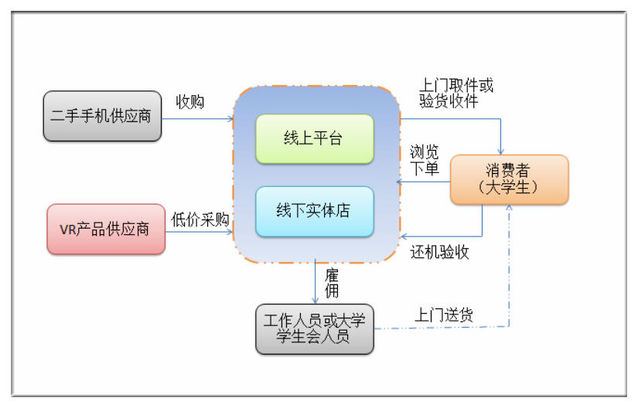 上门取件或
验货收件
收购
二手手机供应商
线上平台
浏览
下单
消费者
（大学生）
线下实体店
VR产品供应商
低价采购
还机验收
雇
佣
工作人员或大学
学生会人员
上门送货